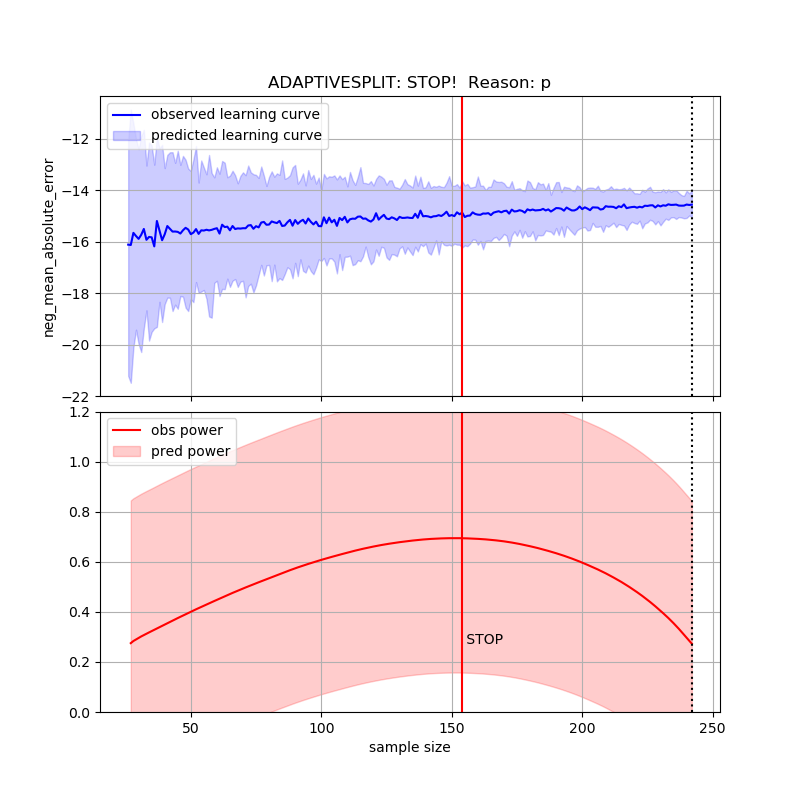 ADAPTIVESPLIT: STOP!  Reason: p
observed learning curve
predicted learning curve
neg_mean_absolute_error
−12
−14
−16
−18
−20
−22
obs power
pred power
1.2
1.0
0.8
0.6
0.4
0.2
0.0
STOP
50 100 150 200 250
sample size